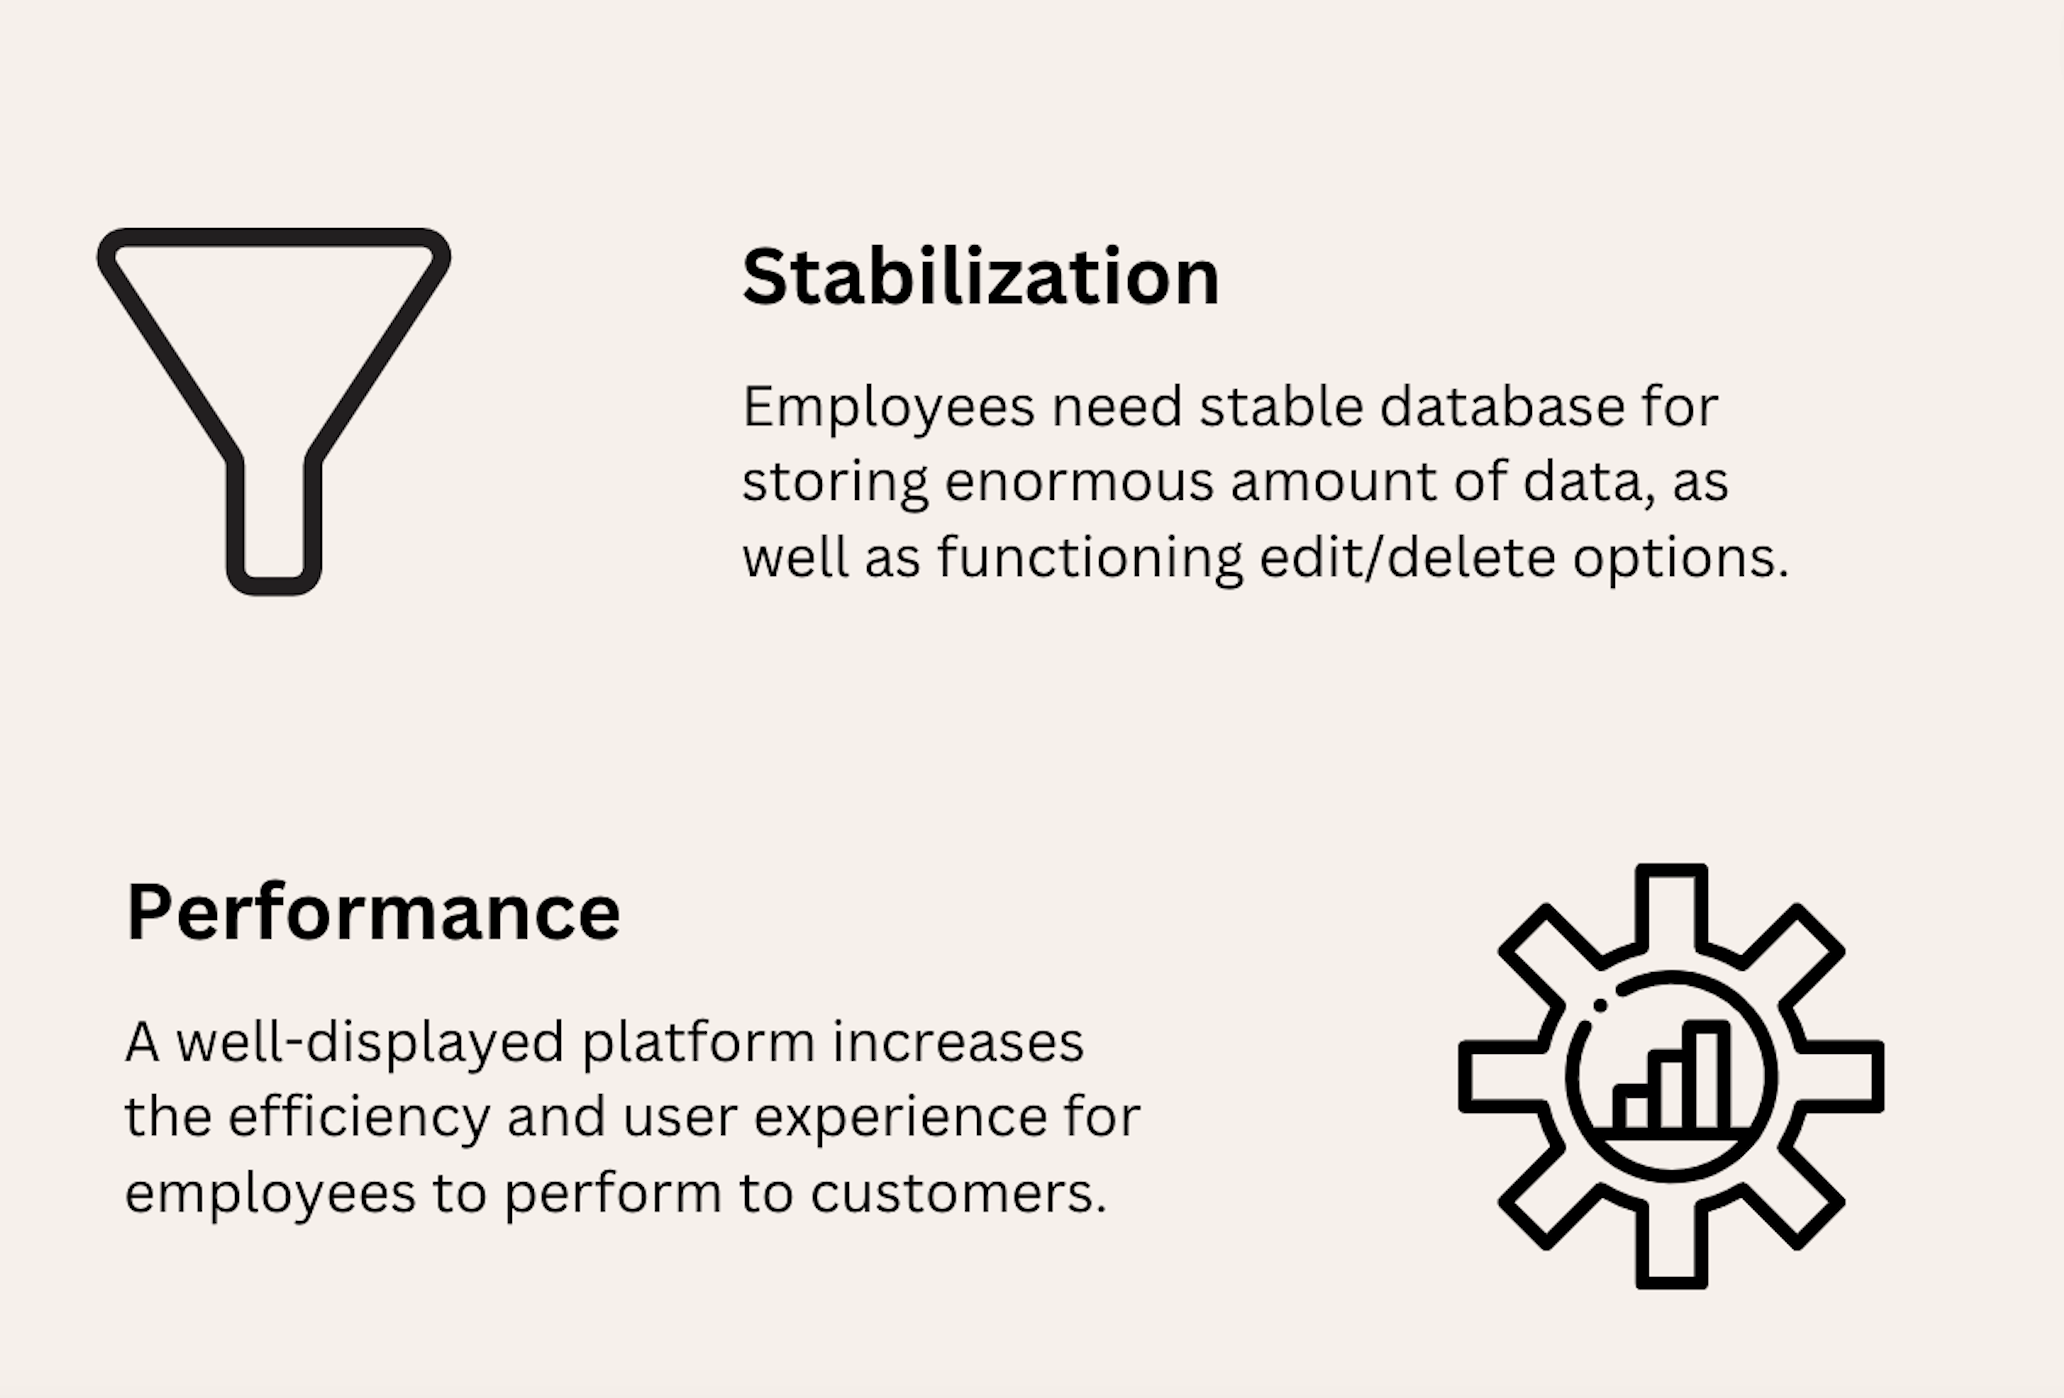 Stabilization
Employees need stable database for
storing enormous amount of data, as
well as functioning edit/delete options.
Performance
A well-displayed platform increases
the efficiency and user experience for
employees to perform to customers.